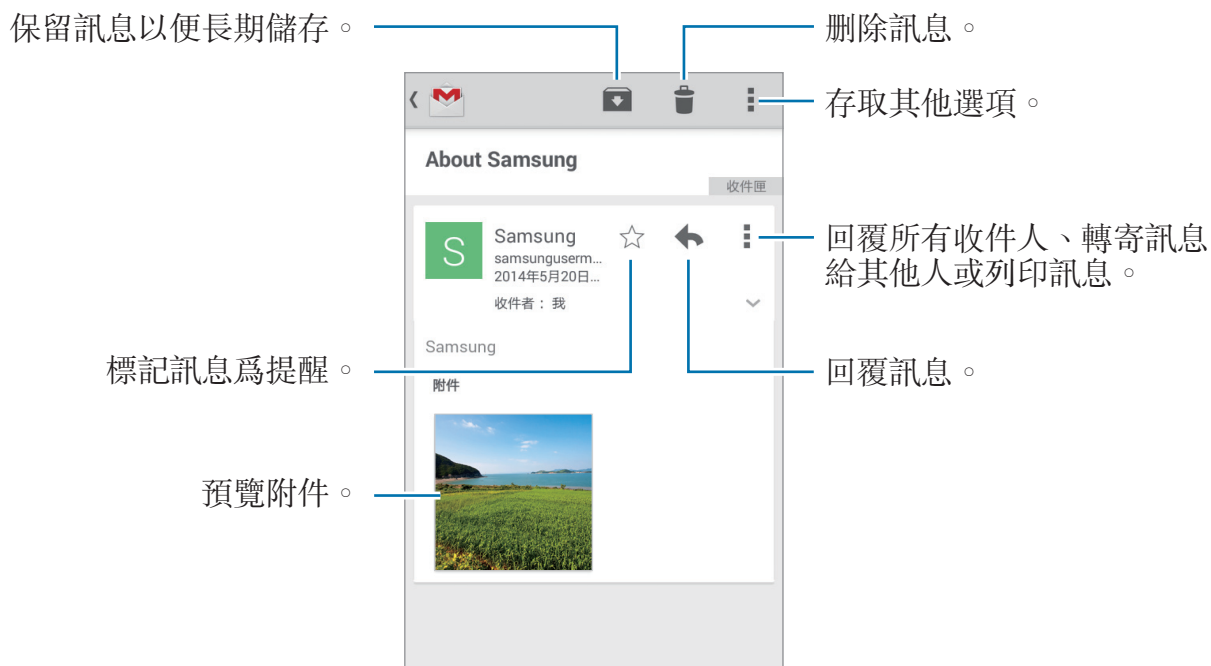 保留訊息以便長期儲存。
刪除訊息。
存取其他選項。
About Samsung
收件匣
S
Samsung
samsunguserm...
2014年5月20日...
收件者： 我
回覆所有收件人、轉寄訊息
給其他人或列印訊息。
Samsung
標記訊息爲提醒。
回覆訊息。
附件
預覽附件。